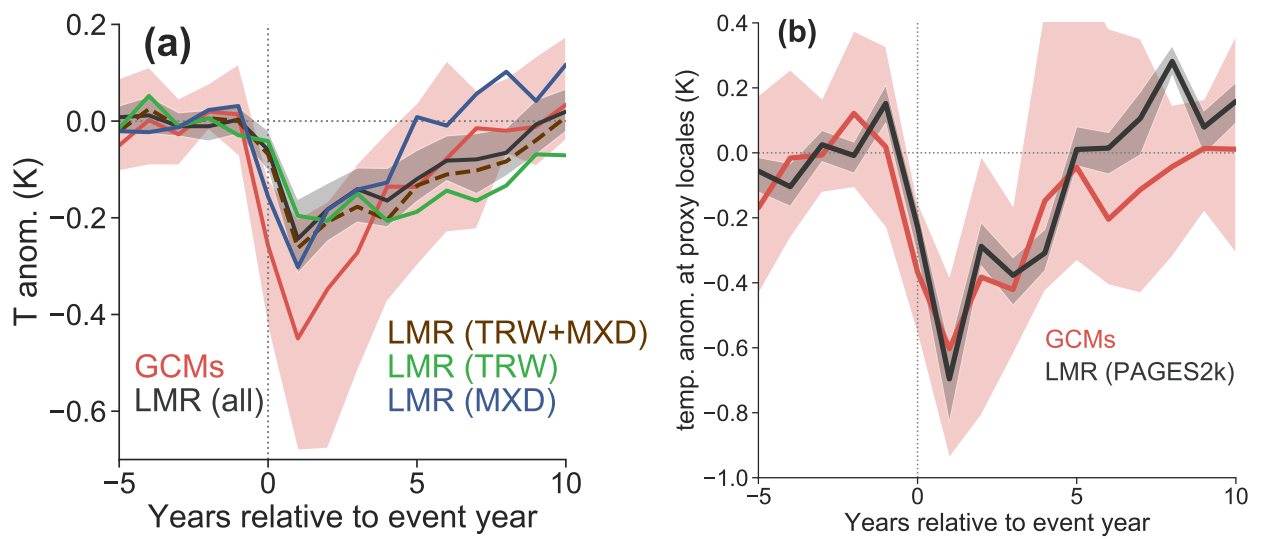 (a)
T anom. (K)
0.2
0.0
−0.2
−0.4
−0.6
GCMs
LMR (all)
LMR (TRW+MXD)
LMR (TRW)
LMR (MXD)
−5
0
5
10
Years relative to event year
(b)
temp. anom. at proxy locales (K)
0.4
0.2
0.0
−0.2
−0.4
−0.6
−0.8
−1.0
GCMs
LMR (PAGES2k)
−5
0
5
10
Years relative to event year